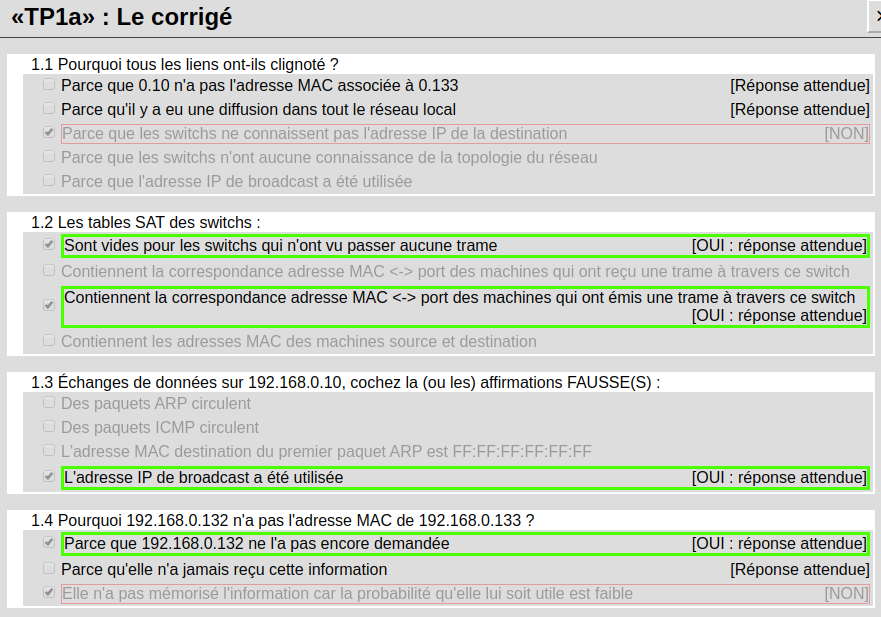 «TP1a» : Le corrigé
1.1 Pourquoi tous les liens ont-ils clignoté ?
Parce que 0.10 n'a pas l'adresse MAC associée à 0.133 [Réponse attendue]
Parce qu'il y a eu une diffusion dans tout le réseau local [Réponse attendue]
Parce que les switchs ne connaissent pas l'adresse IP de la destination [NON]
Parce que les switchs n'ont aucune connaissance de la topologie du réseau
Parce que l'adresse IP de broadcast a été utilisée
1.2 Les tables SAT des switchs :
Sont vides pour les switchs qui n'ont vu passer aucune trame [OUI : réponse attendue]
Contiennent la correspondance adresse MAC <-> port des machines qui ont reçu une trame à travers ce switch
Contiennent la correspondance adresse MAC <-> port des machines qui ont émis une trame à travers ce switch
[OUI : réponse attendue]
Contiennent les adresses MAC des machines source et destination
1.3 Échanges de données sur 192.168.0.10, cochez la (ou les) affirmations FAUSSE(S) :
Des paquets ARP circulent
Des paquets ICMP circulent
L'adresse MAC destination du premier paquet ARP est FF:FF:FF:FF:FF:FF
L'adresse IP de broadcast a été utilisée [OUI : réponse attendue]
1.4 Pourquoi 192.168.0.132 n'a pas l'adresse MAC de 192.168.0.133 ?
Parce que 192.168.0.132 ne l'a pas encore demandée [OUI : réponse attendue]
Parce qu'elle n'a jamais reçu cette information [Réponse attendue]
Elle n'a pas mémorisé l'information car la probabilité qu'elle lui soit utile est faible [NON]